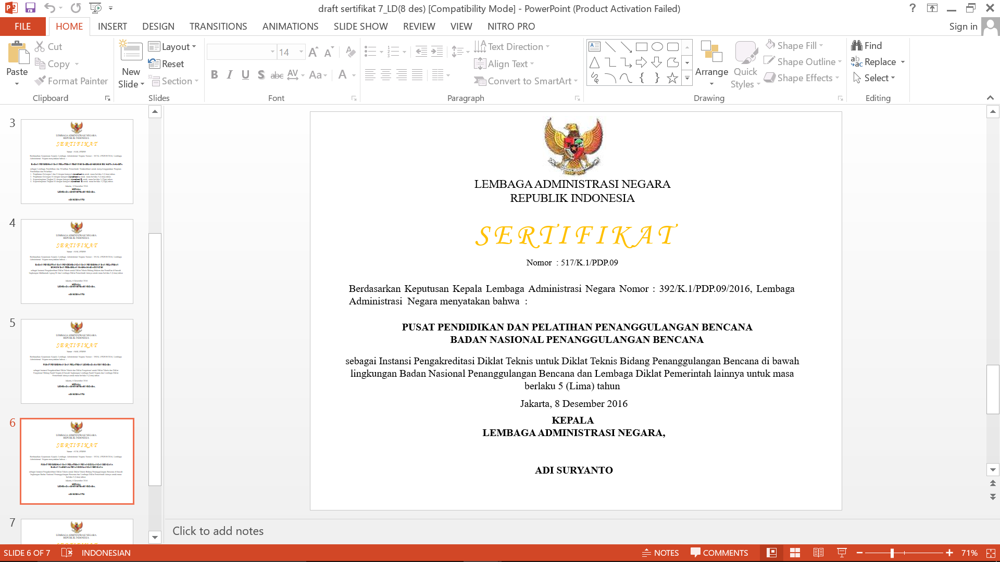 draft sertifikat 7_LD(8 des) [Compatibility Mode] - PowerPoint (Product Activation Failed)
FILE HOME INSERT DESIGN TRANSITIONS ANIMATIONS SLIDE SHOW REVIEW VIEW NITRO PRO Sign in
Paste
Cut
Copy
Format Painter
Clipboard
New Slide
Layout
Reset
Section
Slides
14
B I U S abc AV Aa A
Font
Text Direction
Align Text
Convert to SmartArt
Paragraph
Arrange
Quick Styles
Shape Fill
Shape Outline
Shape Effects
Drawing
Find
Replace
Select
Editing
3
LEMBAGA ADMINISTRASI NEGARA
REPUBLIK INDONESIA
SERTIFIKAT
4
LEMBAGA ADMINISTRASI NEGARA
REPUBLIK INDONESIA
SERTIFIKAT
5
LEMBAGA ADMINISTRASI NEGARA
REPUBLIK INDONESIA
SERTIFIKAT
6
LEMBAGA ADMINISTRASI NEGARA
REPUBLIK INDONESIA
SERTIFIKAT
7
LEMBAGA ADMINISTRASI NEGARA
REPUBLIK INDONESIA
LEMBAGA ADMINISTRASI NEGARA
REPUBLIK INDONESIA
SERTIFIKAT
Nomor : 517/K.1/PDP.09
Berdasarkan Keputusan Kepala Lembaga Administrasi Negara Nomor : 392/K.1/PDP.09/2016, Lembaga
Administrasi Negara menyatakan bahwa :
PUSAT PENDIDIKAN DAN PELATIHAN PENANGGULANGAN BENCANA
BADAN NASIONAL PENANGGULANGAN BENCANA
sebagai Instansi Pengakreditasi Diklat Teknis untuk Diklat Teknis Bidang Penanggulangan Bencana di bawah
lingkungan Badan Nasional Penanggulangan Bencana dan Lembaga Diklat Pemerintah lainnya untuk masa
berlaku 5 (Lima) tahun
Jakarta, 8 Desember 2016
KEPALA
LEMBAGA ADMINISTRASI NEGARA,
ADI SURYANTO
Click to add notes
SLIDE 6 OF 7 INDONESIAN NOTES COMMENTS 71%